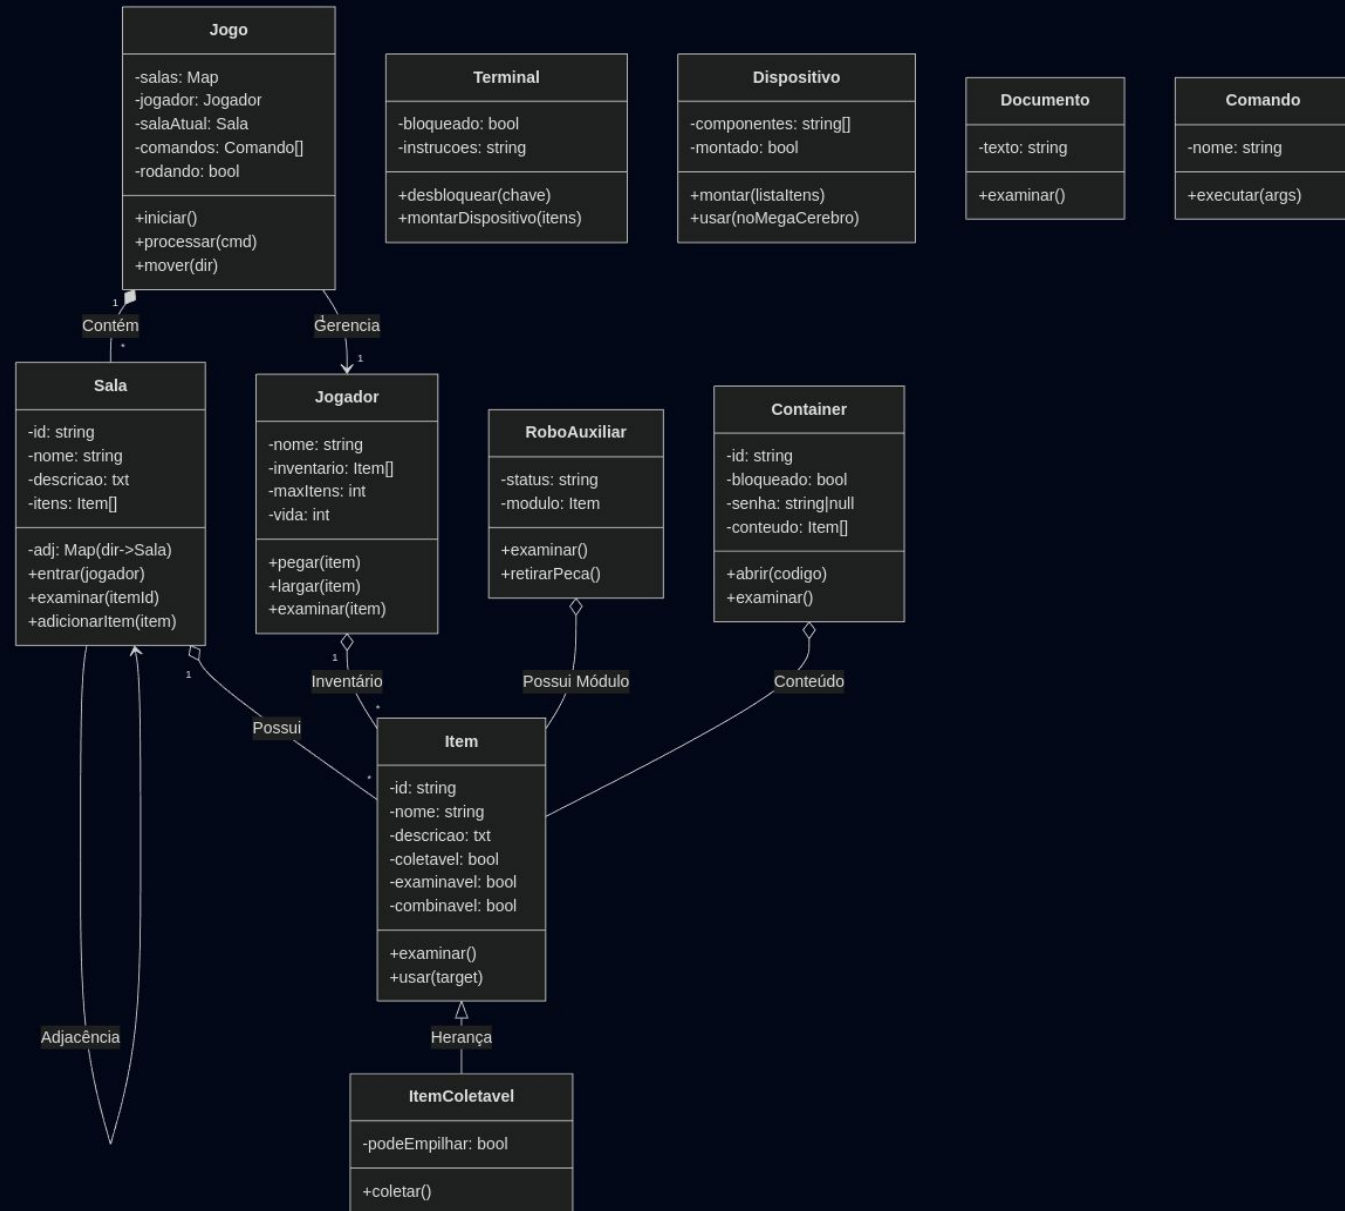 Jogo
-salas: Map
-jogador: Jogador
-salaAtual: Sala
-comandos: Comando[]
-rodando: bool
+iniciar()
+processar(cmd)
+mover(dir)
Terminal
-bloqueado: bool
-instrucoes: string
+desbloquear(chave)
+montarDispositivo(itens)
Dispositivo
-componentes: string[]
-montado: bool
+montar(listaItens)
+usar(noMegaCerebro)
Documento
-texto: string
+examinar()
Comando
-nome: string
+executar(args)
1
Contém
*
1
Gerencia
1
Sala
-id: string
-nome: string
-descricao: txt
-itens: Item[]
-adj: Map(dir->Sala)
+entrar(jogador)
+examinar(itemId)
+adicionarItem(item)
Jogador
-nome: string
-inventario: Item[]
-maxItens: int
-vida: int
+pegar(item)
+largar(item)
+examinar(item)
RoboAuxiliar
-status: string
-modulo: Item
+examinar()
+retirarPeca()
Container
-id: string
-bloqueado: bool
-senha: string|null
-conteudo: Item[]
+abrir(codigo)
+examinar()
1
Possui
*
1
Inventário
*
Possui Módulo
Conteúdo
Item
-id: string
-nome: string
-descricao: txt
-coletavel: bool
-examinavel: bool
-combinavel: bool
+examinar()
+usar(target)
Adjacência
Herança
ItemColetavel
-podeEmpilhar: bool
+coletar()